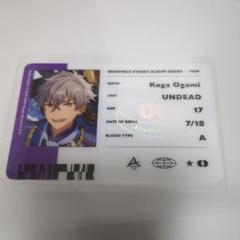 ENSEMBLE STARS!! ALBUM SERIES - TRIP
NAME
Koga Ogami
UNIT
UNDEAD
AGE
17
DATE OF BIRTH
7/18
BLOOD TYPE
A